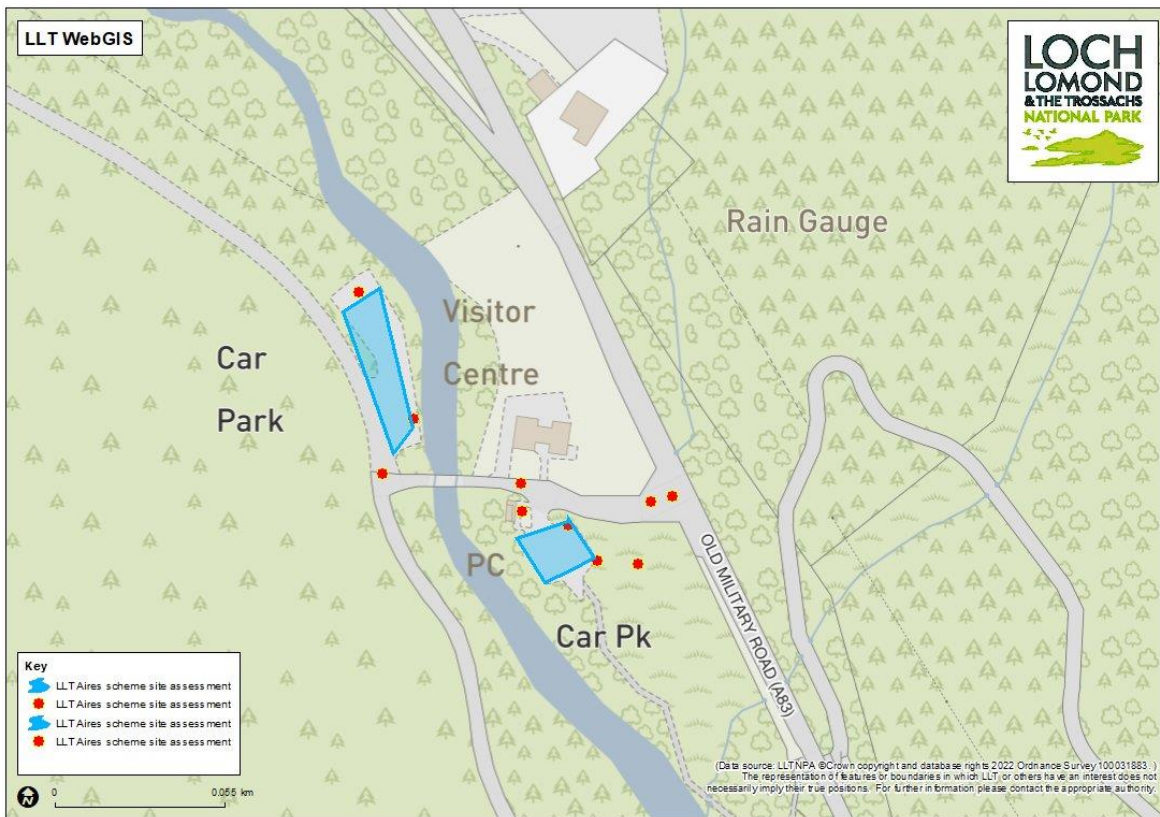 LLT WebGIS
LOCH
LOMOND
& THE TROSSACHS
NATIONAL PARK
Rain Gauge
Visitor
Centre
Car
Park
PC
Car Pk
OLD MILITARY ROAD (A83)
Key
LLT Aires scheme site assessment
LLT Aires scheme site assessment
LLT Aires scheme site assessment
LLT Aires scheme site assessment
N
0 0.055 km
(Data source: LLTNPA ©Crown copyright and database rights 2022 Ordnance Survey 100031883. )
The representation of features or boundaries in which LLT or others have an interest does not
necessarily imply their true positions. For further information please contact the appropriate authority.